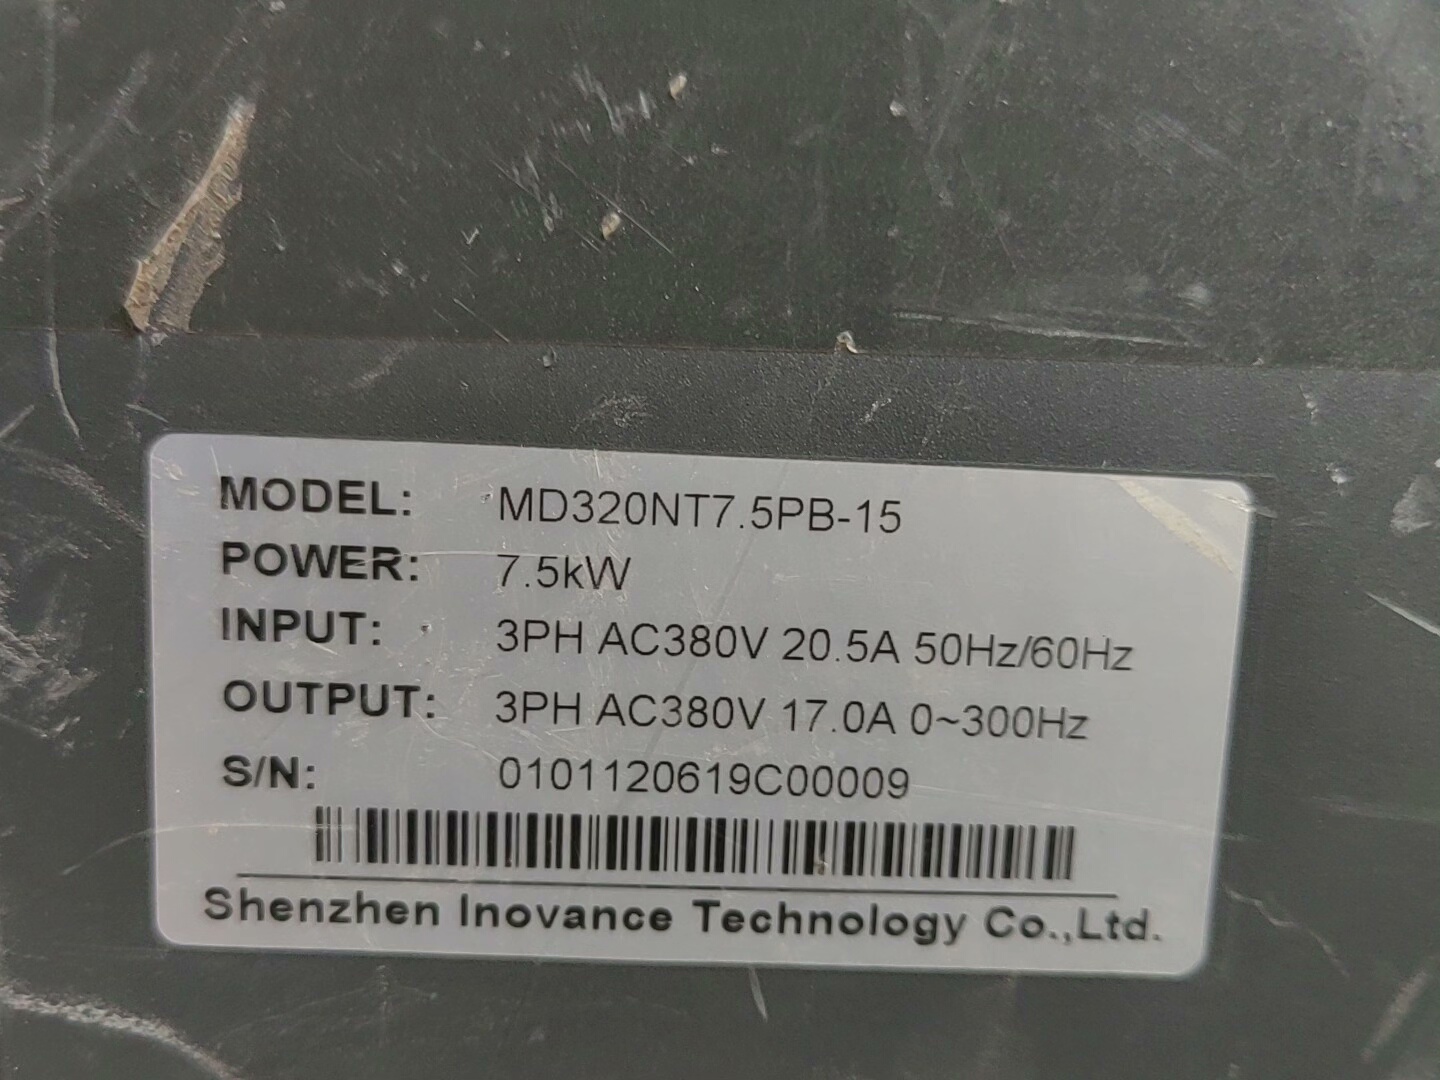 MODEL: MD320NT7.5PB-15
POWER: 7.5kW
INPUT: 3PH AC380V 20.5A 50Hz/60Hz
OUTPUT: 3PH AC380V 17.0A 0~300Hz
S/N: 0101120619C00009
Shenzhen Inovance Technology Co.,Ltd.